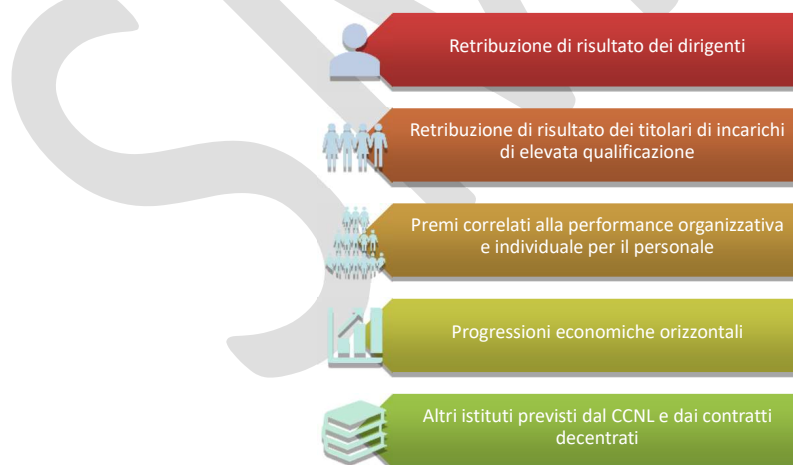 Retribuzione di risultato dei dirigenti
Retribuzione di risultato dei titolari di incarichi
di elevata qualificazione
Premi correlati alla performance organizzativa
e individuale per il personale
Progressioni economiche orizzontali
Altri istituti previsti dal CCNL e dai contratti
decentrati